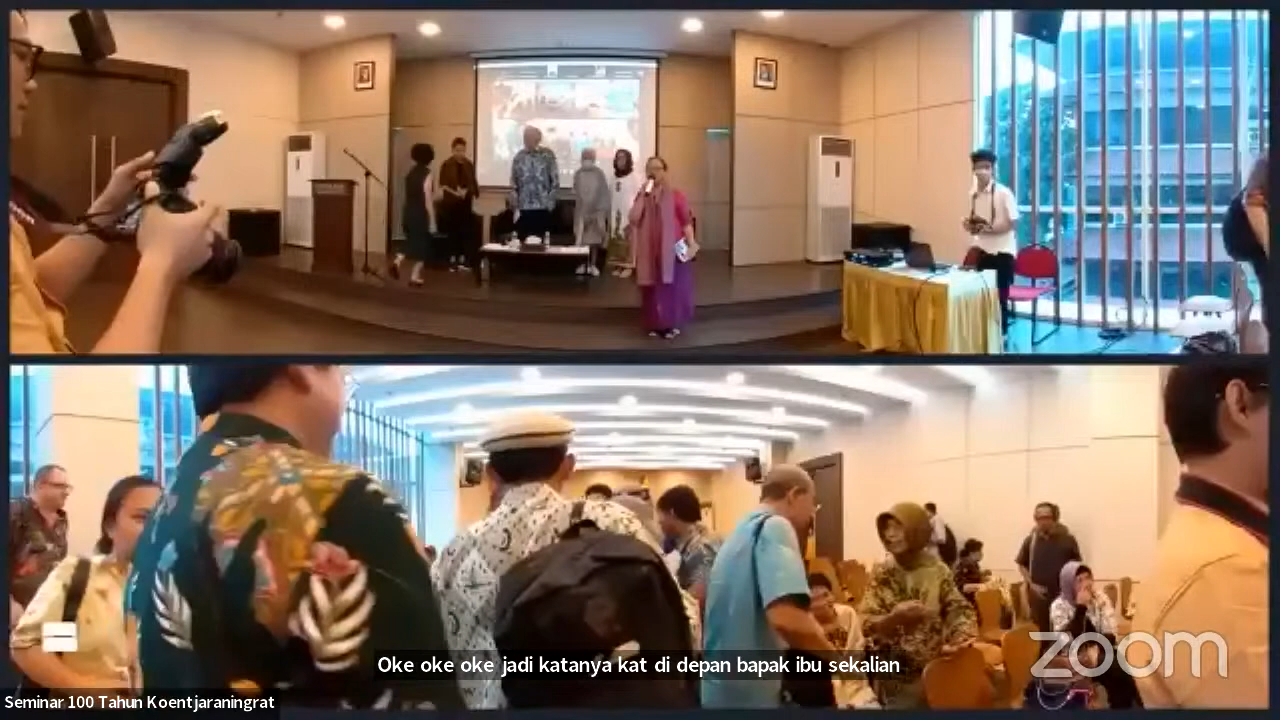 Oke oke oke jadi katanya kat di depan bapak ibu sekalian
zoom
Seminar 100 Tahun Koentjaraningrat